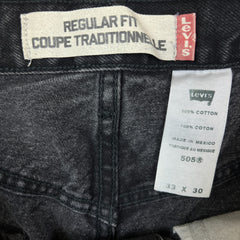 REGULAR FIT
COUPE TRADITIONNELLE
Levi's
Levi's
100% COTTON
100% COTON
MADE IN MEXICO
FABRIQUÉ AU MEXIQUE
505®
33 X 30